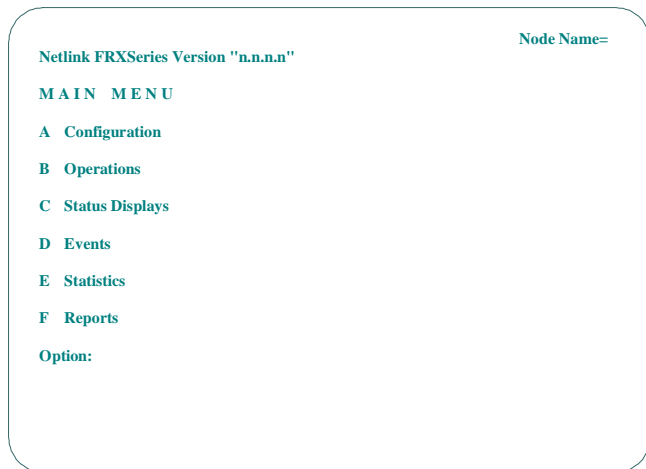 Node Name=
Netlink FRXSeries Version "n.n.n.n"
M A I N M E N U
A Configuration
B Operations
C Status Displays
D Events
E Statistics
F Reports
Option: